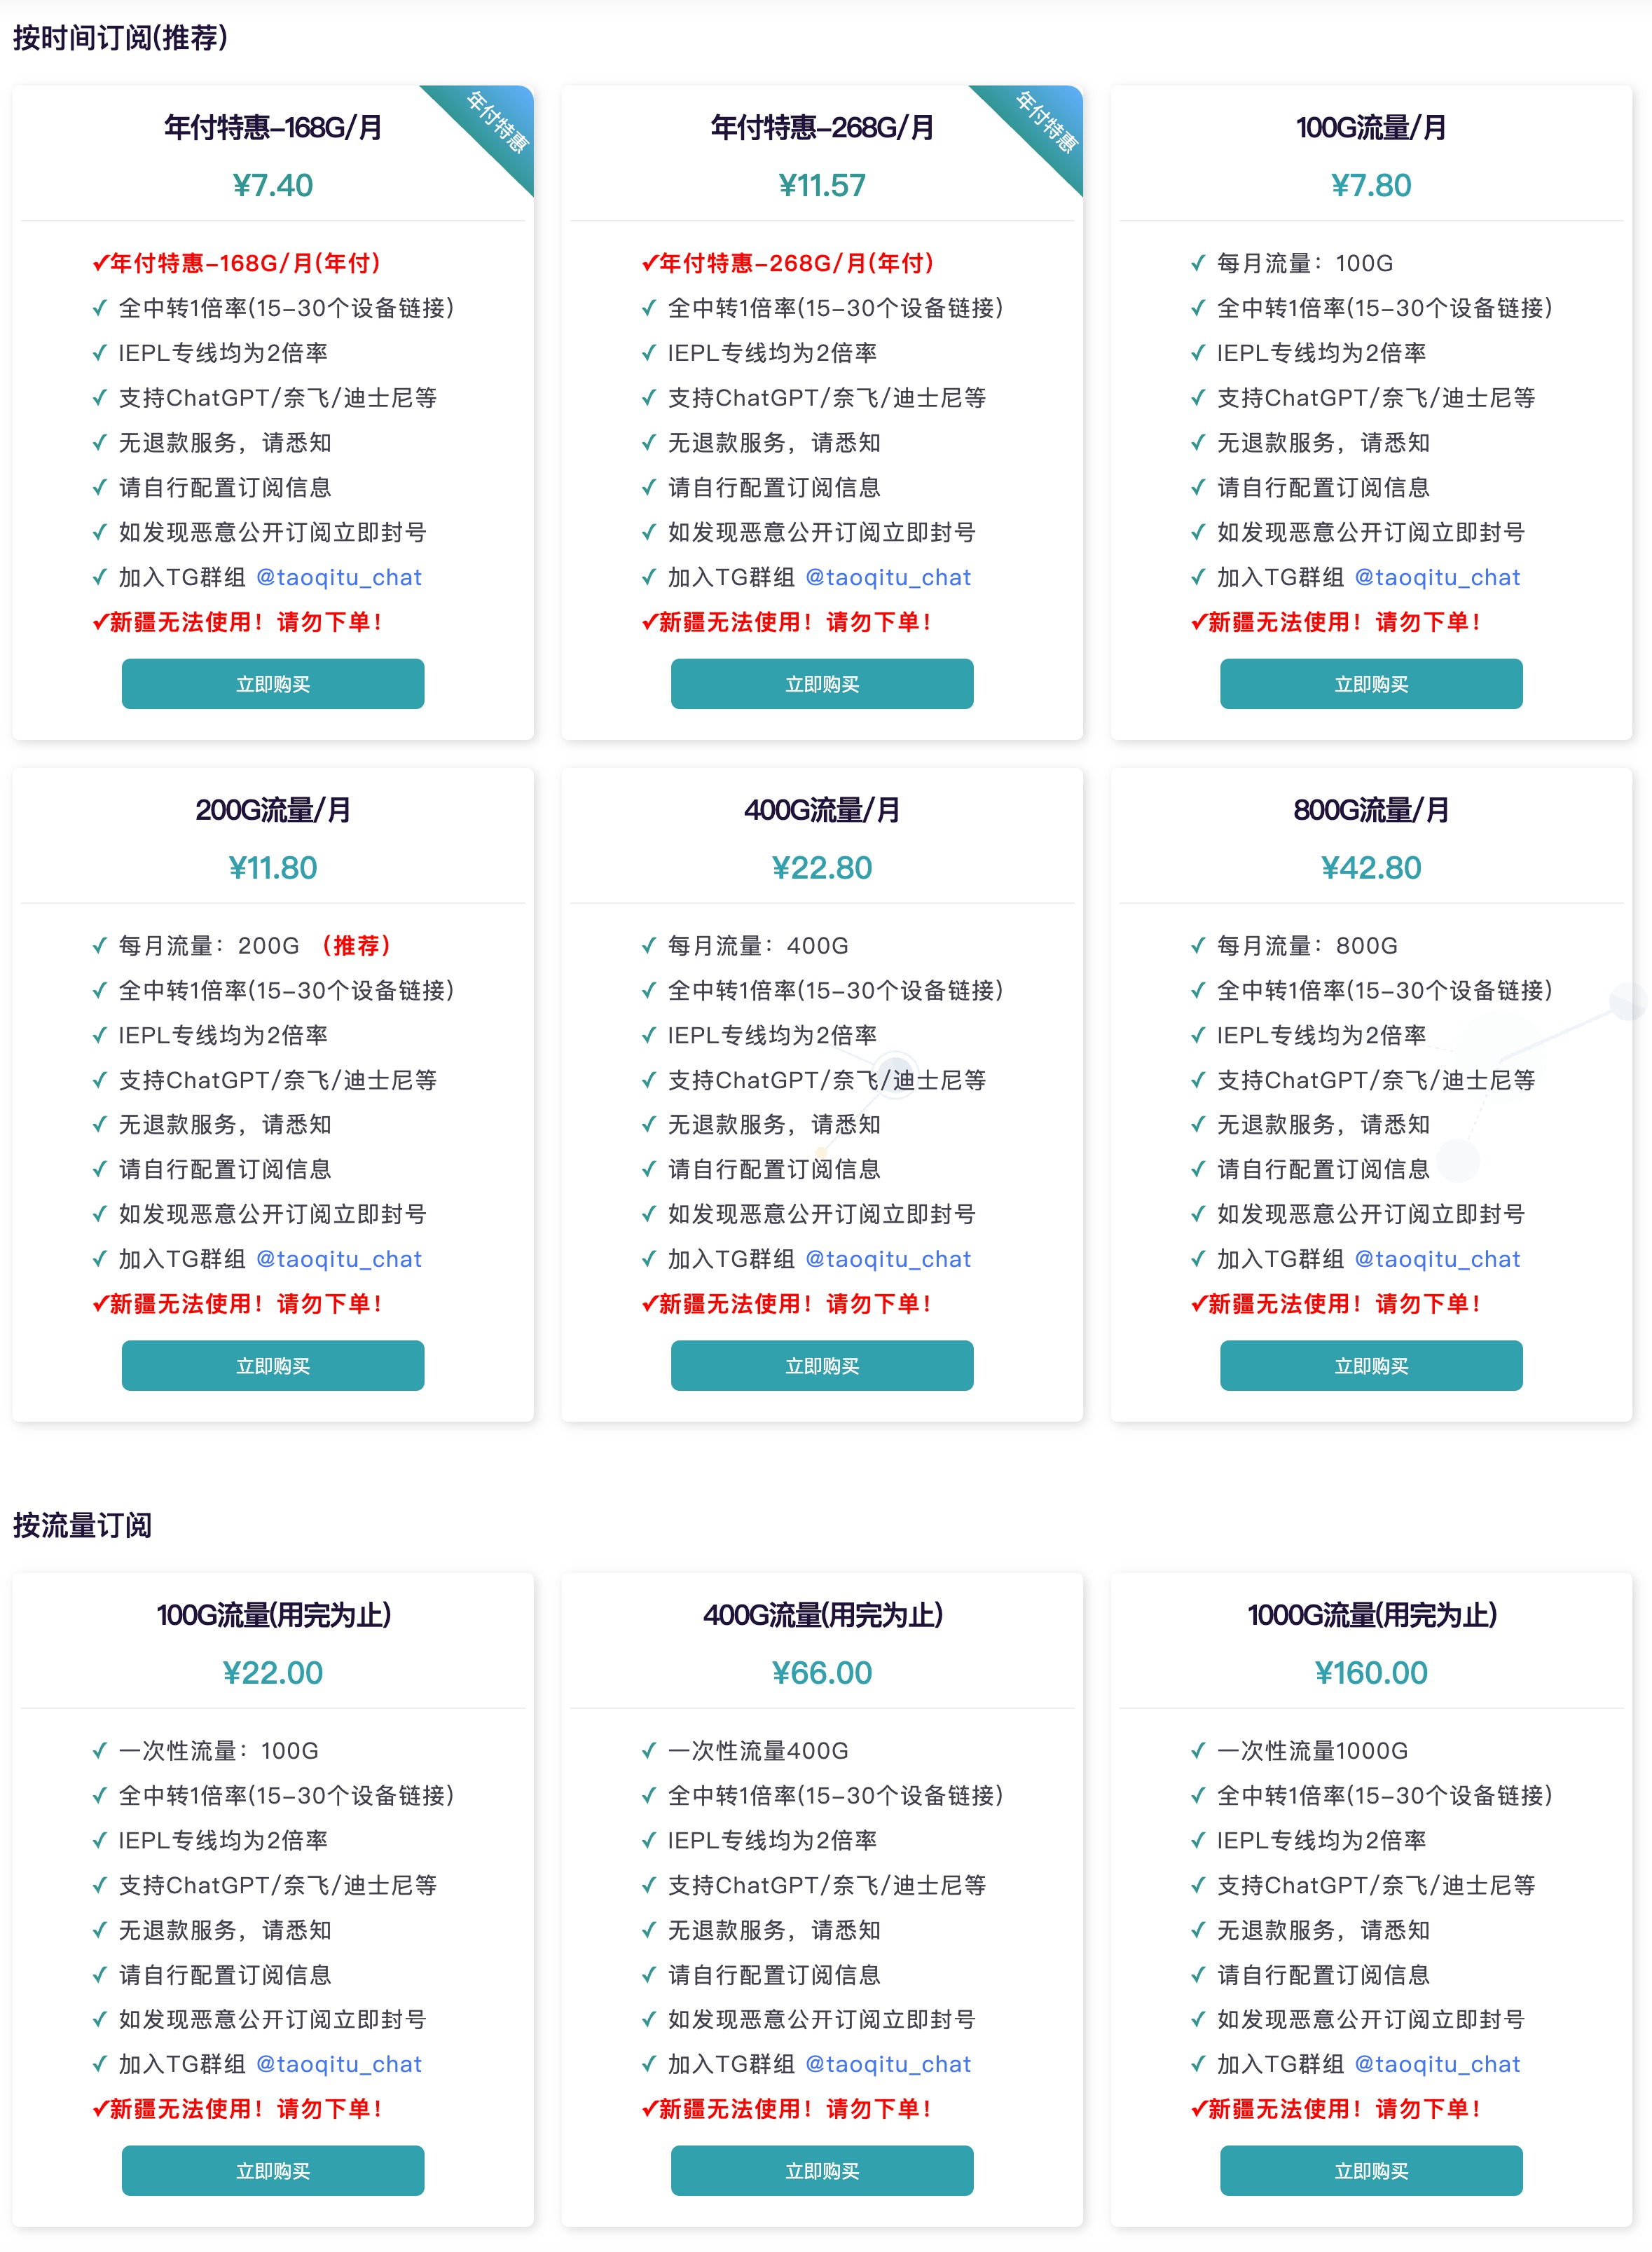 按时间订阅(推荐)
年付特惠
年付特惠-168G/月
¥7.40
✓年付特惠-168G/月(年付)
✓ 全中转1倍率(15-30个设备链接)
✓ IEPL专线均为2倍率
✓ 支持ChatGPT/奈飞/迪士尼等
✓ 无退款服务，请悉知
✓ 请自行配置订阅信息
✓ 如发现恶意公开订阅立即封号
✓ 加入TG群组 @taoqitu_chat
✓新疆无法使用！请勿下单！
立即购买
年付特惠
年付特惠-268G/月
¥11.57
✓年付特惠-268G/月(年付)
✓ 全中转1倍率(15-30个设备链接)
✓ IEPL专线均为2倍率
✓ 支持ChatGPT/奈飞/迪士尼等
✓ 无退款服务，请悉知
✓ 请自行配置订阅信息
✓ 如发现恶意公开订阅立即封号
✓ 加入TG群组 @taoqitu_chat
✓新疆无法使用！请勿下单！
立即购买
100G流量/月
¥7.80
✓ 每月流量：100G
✓ 全中转1倍率(15-30个设备链接)
✓ IEPL专线均为2倍率
✓ 支持ChatGPT/奈飞/迪士尼等
✓ 无退款服务，请悉知
✓ 请自行配置订阅信息
✓ 如发现恶意公开订阅立即封号
✓ 加入TG群组 @taoqitu_chat
✓新疆无法使用！请勿下单！
立即购买
200G流量/月
¥11.80
✓ 每月流量：200G （推荐）
✓ 全中转1倍率(15-30个设备链接)
✓ IEPL专线均为2倍率
✓ 支持ChatGPT/奈飞/迪士尼等
✓ 无退款服务，请悉知
✓ 请自行配置订阅信息
✓ 如发现恶意公开订阅立即封号
✓ 加入TG群组 @taoqitu_chat
✓新疆无法使用！请勿下单！
立即购买
400G流量/月
¥22.80
✓ 每月流量：400G
✓ 全中转1倍率(15-30个设备链接)
✓ IEPL专线均为2倍率
✓ 支持ChatGPT/奈飞/迪士尼等
✓ 无退款服务，请悉知
✓ 请自行配置订阅信息
✓ 如发现恶意公开订阅立即封号
✓ 加入TG群组 @taoqitu_chat
✓新疆无法使用！请勿下单！
立即购买
800G流量/月
¥42.80
✓ 每月流量：800G
✓ 全中转1倍率(15-30个设备链接)
✓ IEPL专线均为2倍率
✓ 支持ChatGPT/奈飞/迪士尼等
✓ 无退款服务，请悉知
✓ 请自行配置订阅信息
✓ 如发现恶意公开订阅立即封号
✓ 加入TG群组 @taoqitu_chat
✓新疆无法使用！请勿下单！
立即购买
按流量订阅
100G流量(用完为止)
¥22.00
✓ 一次性流量：100G
✓ 全中转1倍率(15-30个设备链接)
✓ IEPL专线均为2倍率
✓ 支持ChatGPT/奈飞/迪士尼等
✓ 无退款服务，请悉知
✓ 请自行配置订阅信息
✓ 如发现恶意公开订阅立即封号
✓ 加入TG群组 @taoqitu_chat
✓新疆无法使用！请勿下单！
立即购买
400G流量(用完为止)
¥66.00
✓ 一次性流量400G
✓ 全中转1倍率(15-30个设备链接)
✓ IEPL专线均为2倍率
✓ 支持ChatGPT/奈飞/迪士尼等
✓ 无退款服务，请悉知
✓ 请自行配置订阅信息
✓ 如发现恶意公开订阅立即封号
✓ 加入TG群组 @taoqitu_chat
✓新疆无法使用！请勿下单！
立即购买
1000G流量(用完为止)
¥160.00
✓ 一次性流量1000G
✓ 全中转1倍率(15-30个设备链接)
✓ IEPL专线均为2倍率
✓ 支持ChatGPT/奈飞/迪士尼等
✓ 无退款服务，请悉知
✓ 请自行配置订阅信息
✓ 如发现恶意公开订阅立即封号
✓ 加入TG群组 @taoqitu_chat
✓新疆无法使用！请勿下单！
立即购买